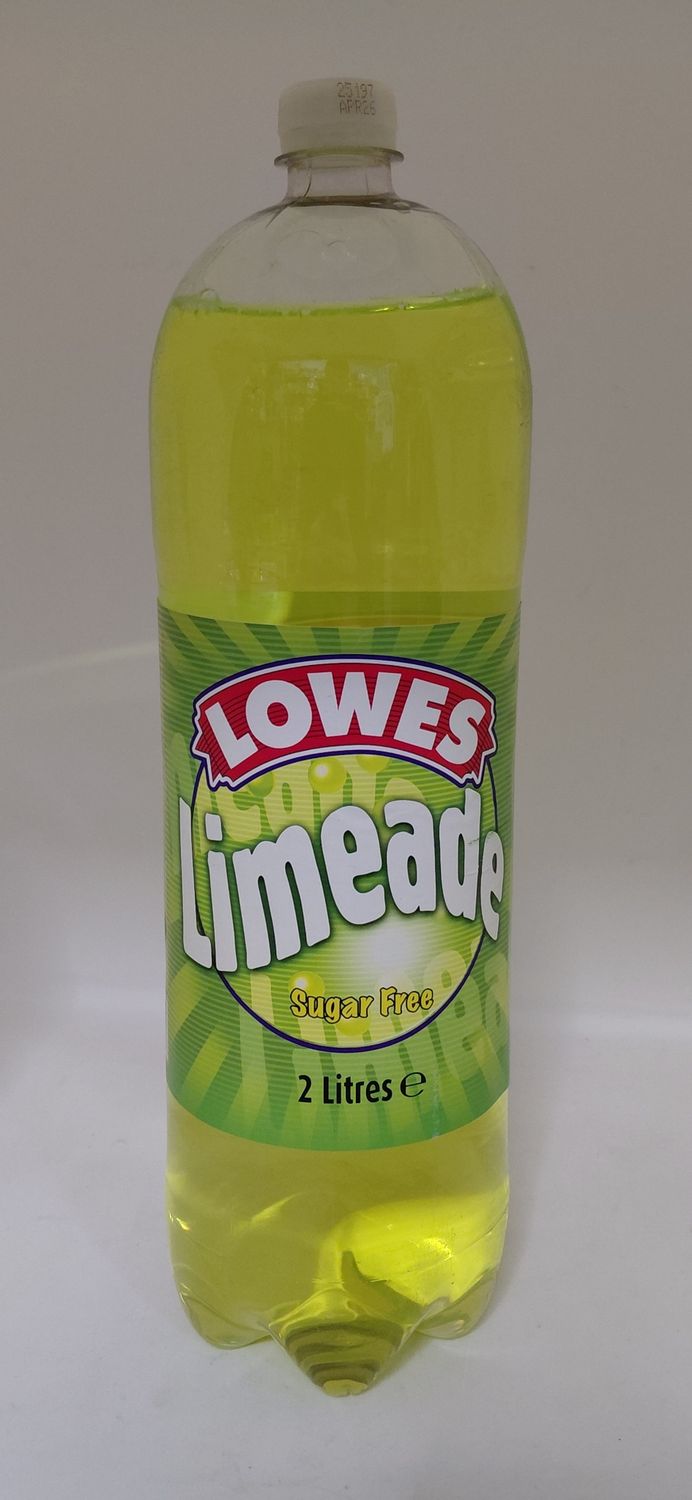 25197
APR26
LOWES
Limeade
Sugar Free
2 Litres ℮